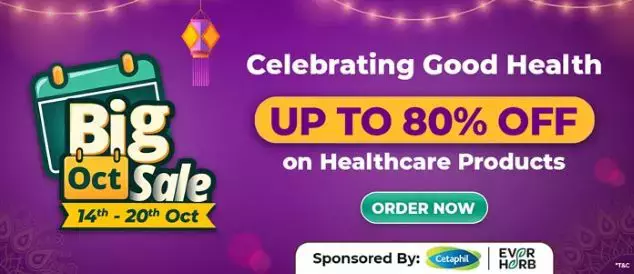 Big
Oct
Sale
14th - 20th Oct
Celebrating Good Health
UP TO 80% OFF
on Healthcare Products
ORDER NOW
Sponsored By: Cetaphil | EVER HERB
*T&C